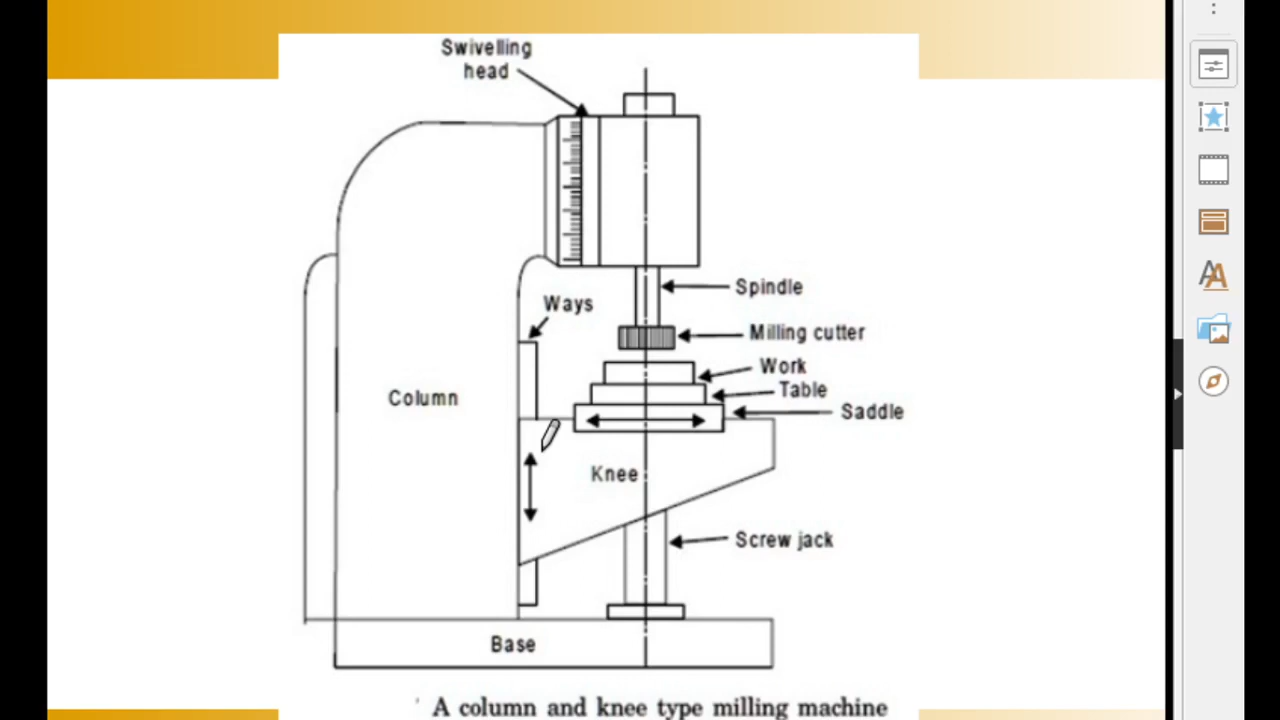 Swivelling
head
Spindle
Ways
Milling cutter
Work
Table
Column
Saddle
Knee
Screw jack
Base
A column and knee type milling machine